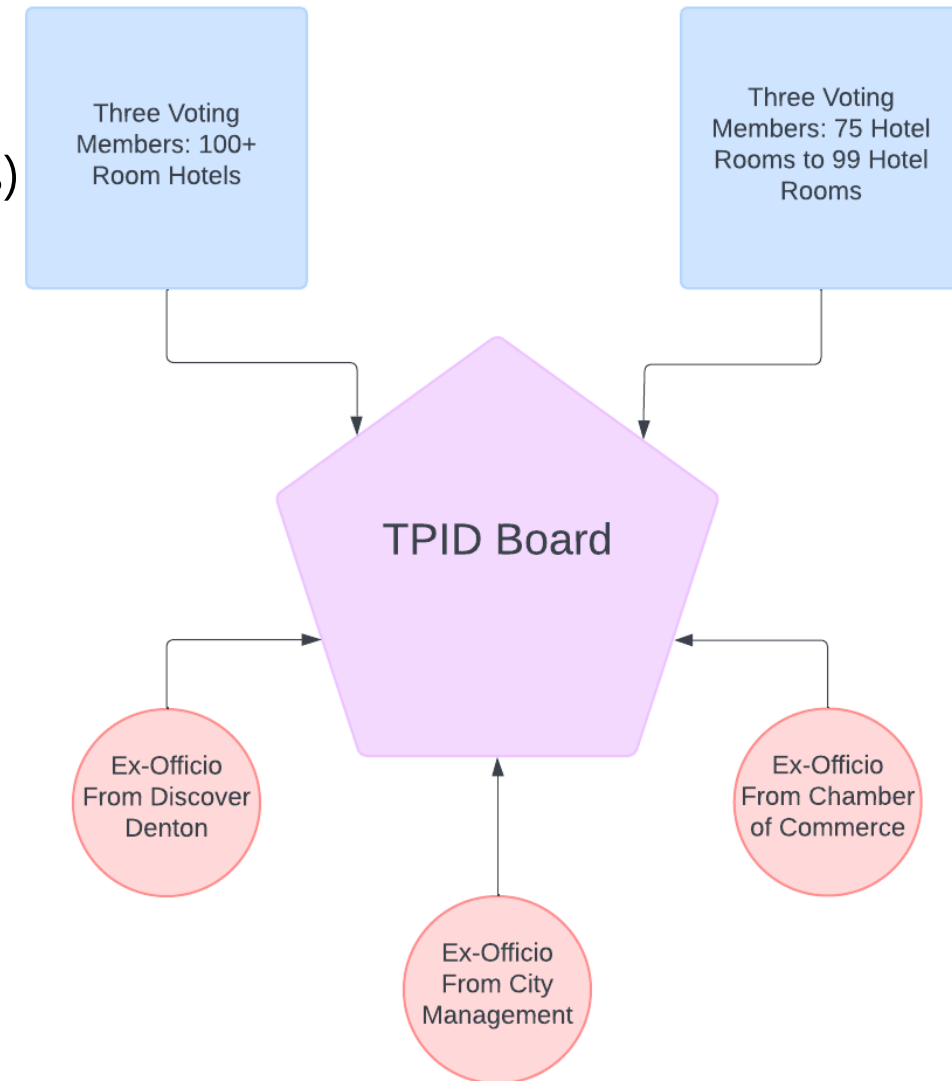 Three Voting
Members: 100+
Room Hotels
Three Voting
Members: 75 Hotel
Rooms to 99 Hotel
Rooms
)
TPID Board
Ex-Officio
From Discover
Denton
Ex-Officio
From Chamber
of Commerce
Ex-Officio
From City
Management